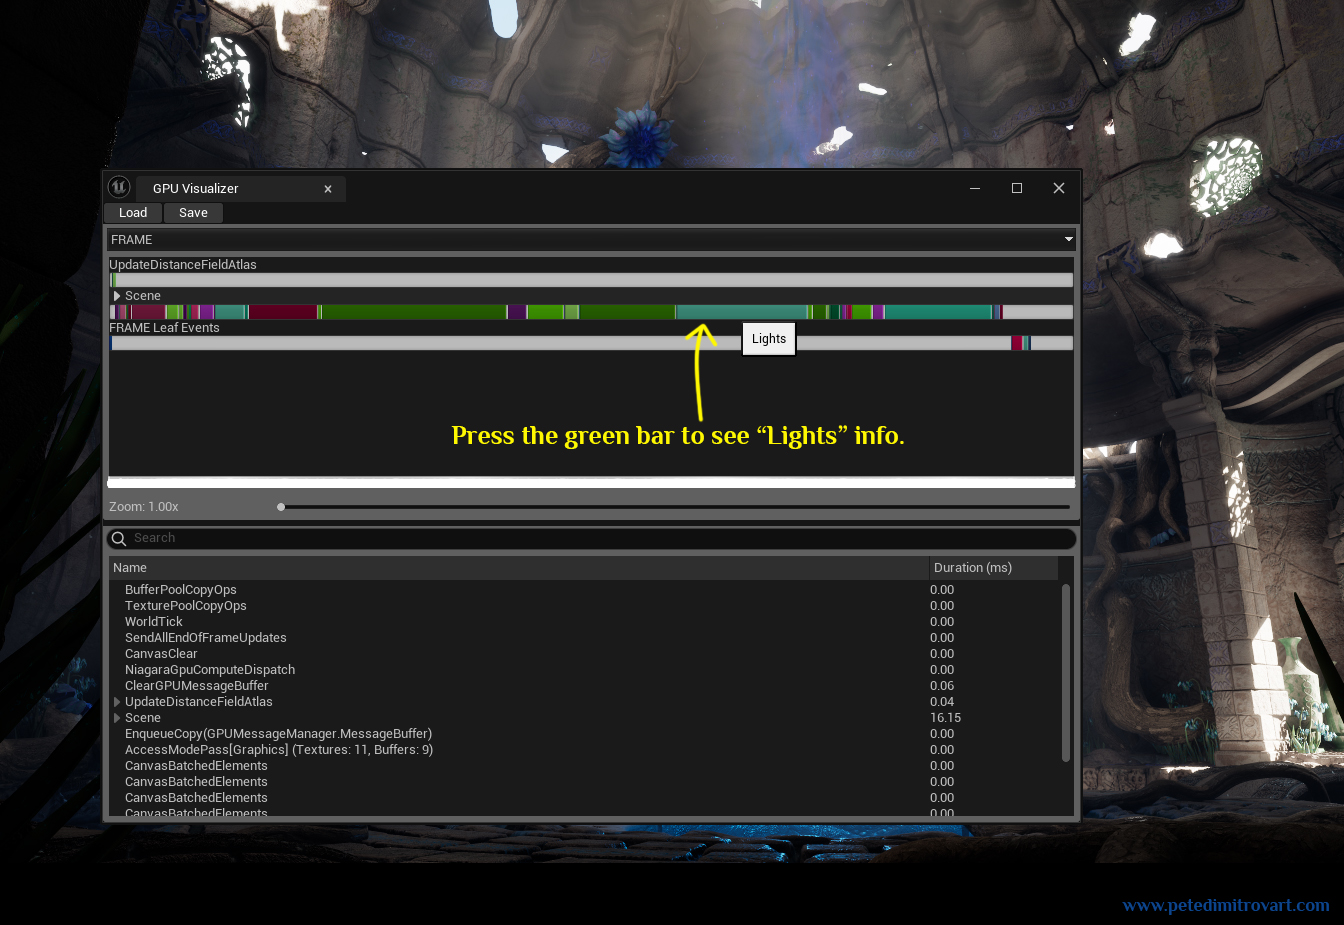 GPU Visualizer
Load Save
FRAME
UpdateDistanceFieldAtlas
Scene
FRAME Leaf Events
Lights
Press the green bar to see “Lights” info.
Zoom: 1.00x
Search
Name Duration (ms)
BufferPoolCopyOps 0.00
TexturePoolCopyOps 0.00
WorldTick 0.00
SendAllEndOfFrameUpdates 0.00
CanvasClear 0.00
NiagaraGpuComputeDispatch 0.00
ClearGPUMessageBuffer 0.06
UpdateDistanceFieldAtlas 0.04
Scene 16.15
EnqueueCopy(GPUMessageManager.MessageBuffer) 0.00
AccessModePass[Graphics] (Textures: 11, Buffers: 9) 0.00
CanvasBatchedElements 0.00
CanvasBatchedElements 0.00
CanvasBatchedElements 0.00
CanvasBatchedElements 0.00
www.petedimitrovart.com